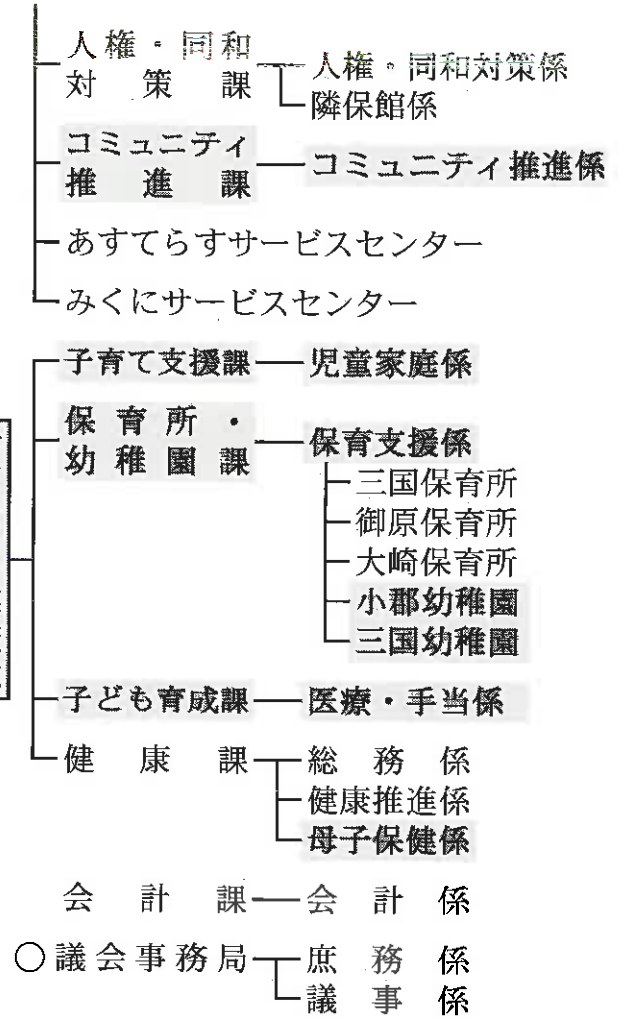 人権・同和
対策課
人権・同和対策係
隣保館係
コミュニティ
推進課
コミュニティ推進係
あすてらすサービスセンター
みくにサービスセンター
子育て支援課
児童家庭係
保育所・
幼稚園課
保育支援係
三国保育所
御原保育所
大崎保育所
小郡幼稚園
三国幼稚園
子ども育成課
医療・手当係
健康課
総務係
健康推進係
母子保健係
会計課
会計係
○議会事務局
庶務係
議事係